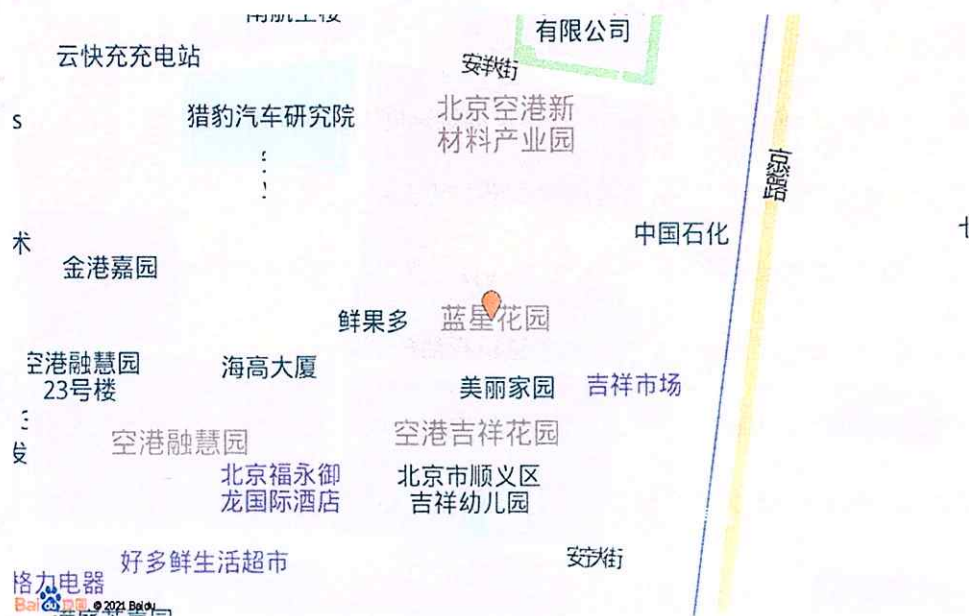 有限公司
云快充充电站
安祥街
猎豹汽车研究院
北京空港新
材料产业园
京密路
s
中国石化
术
金港嘉园
鲜果多
蓝星花园
空港融慧园
23号楼
海高大厦
美丽家园
吉祥市场
发
空港融慧园
空港吉祥花园
北京福永御
龙国际酒店
北京市顺义区
吉祥幼儿园
好多鲜生活超市
格力电器
Bai du 地图
© 2021 Baidu